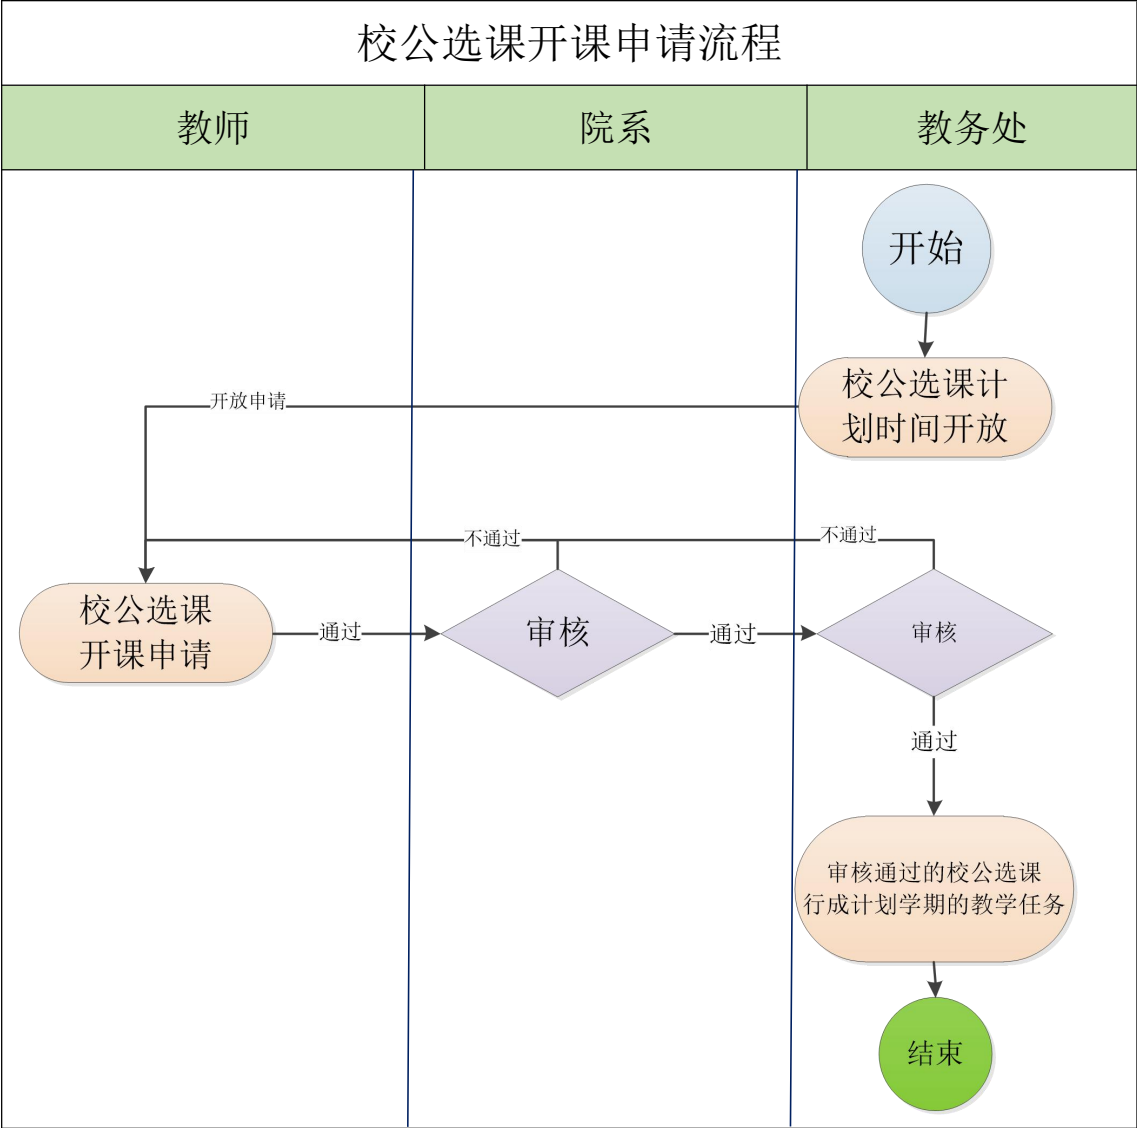 校公选课开课申请流程
教师
院系
教务处
开始
校公选课计
划时间开放
开放申请
不通过
不通过
校公选课
开课申请
通过
审核
通过
审核
通过
审核通过的校公选课
行成计划学期的教学任务
结束